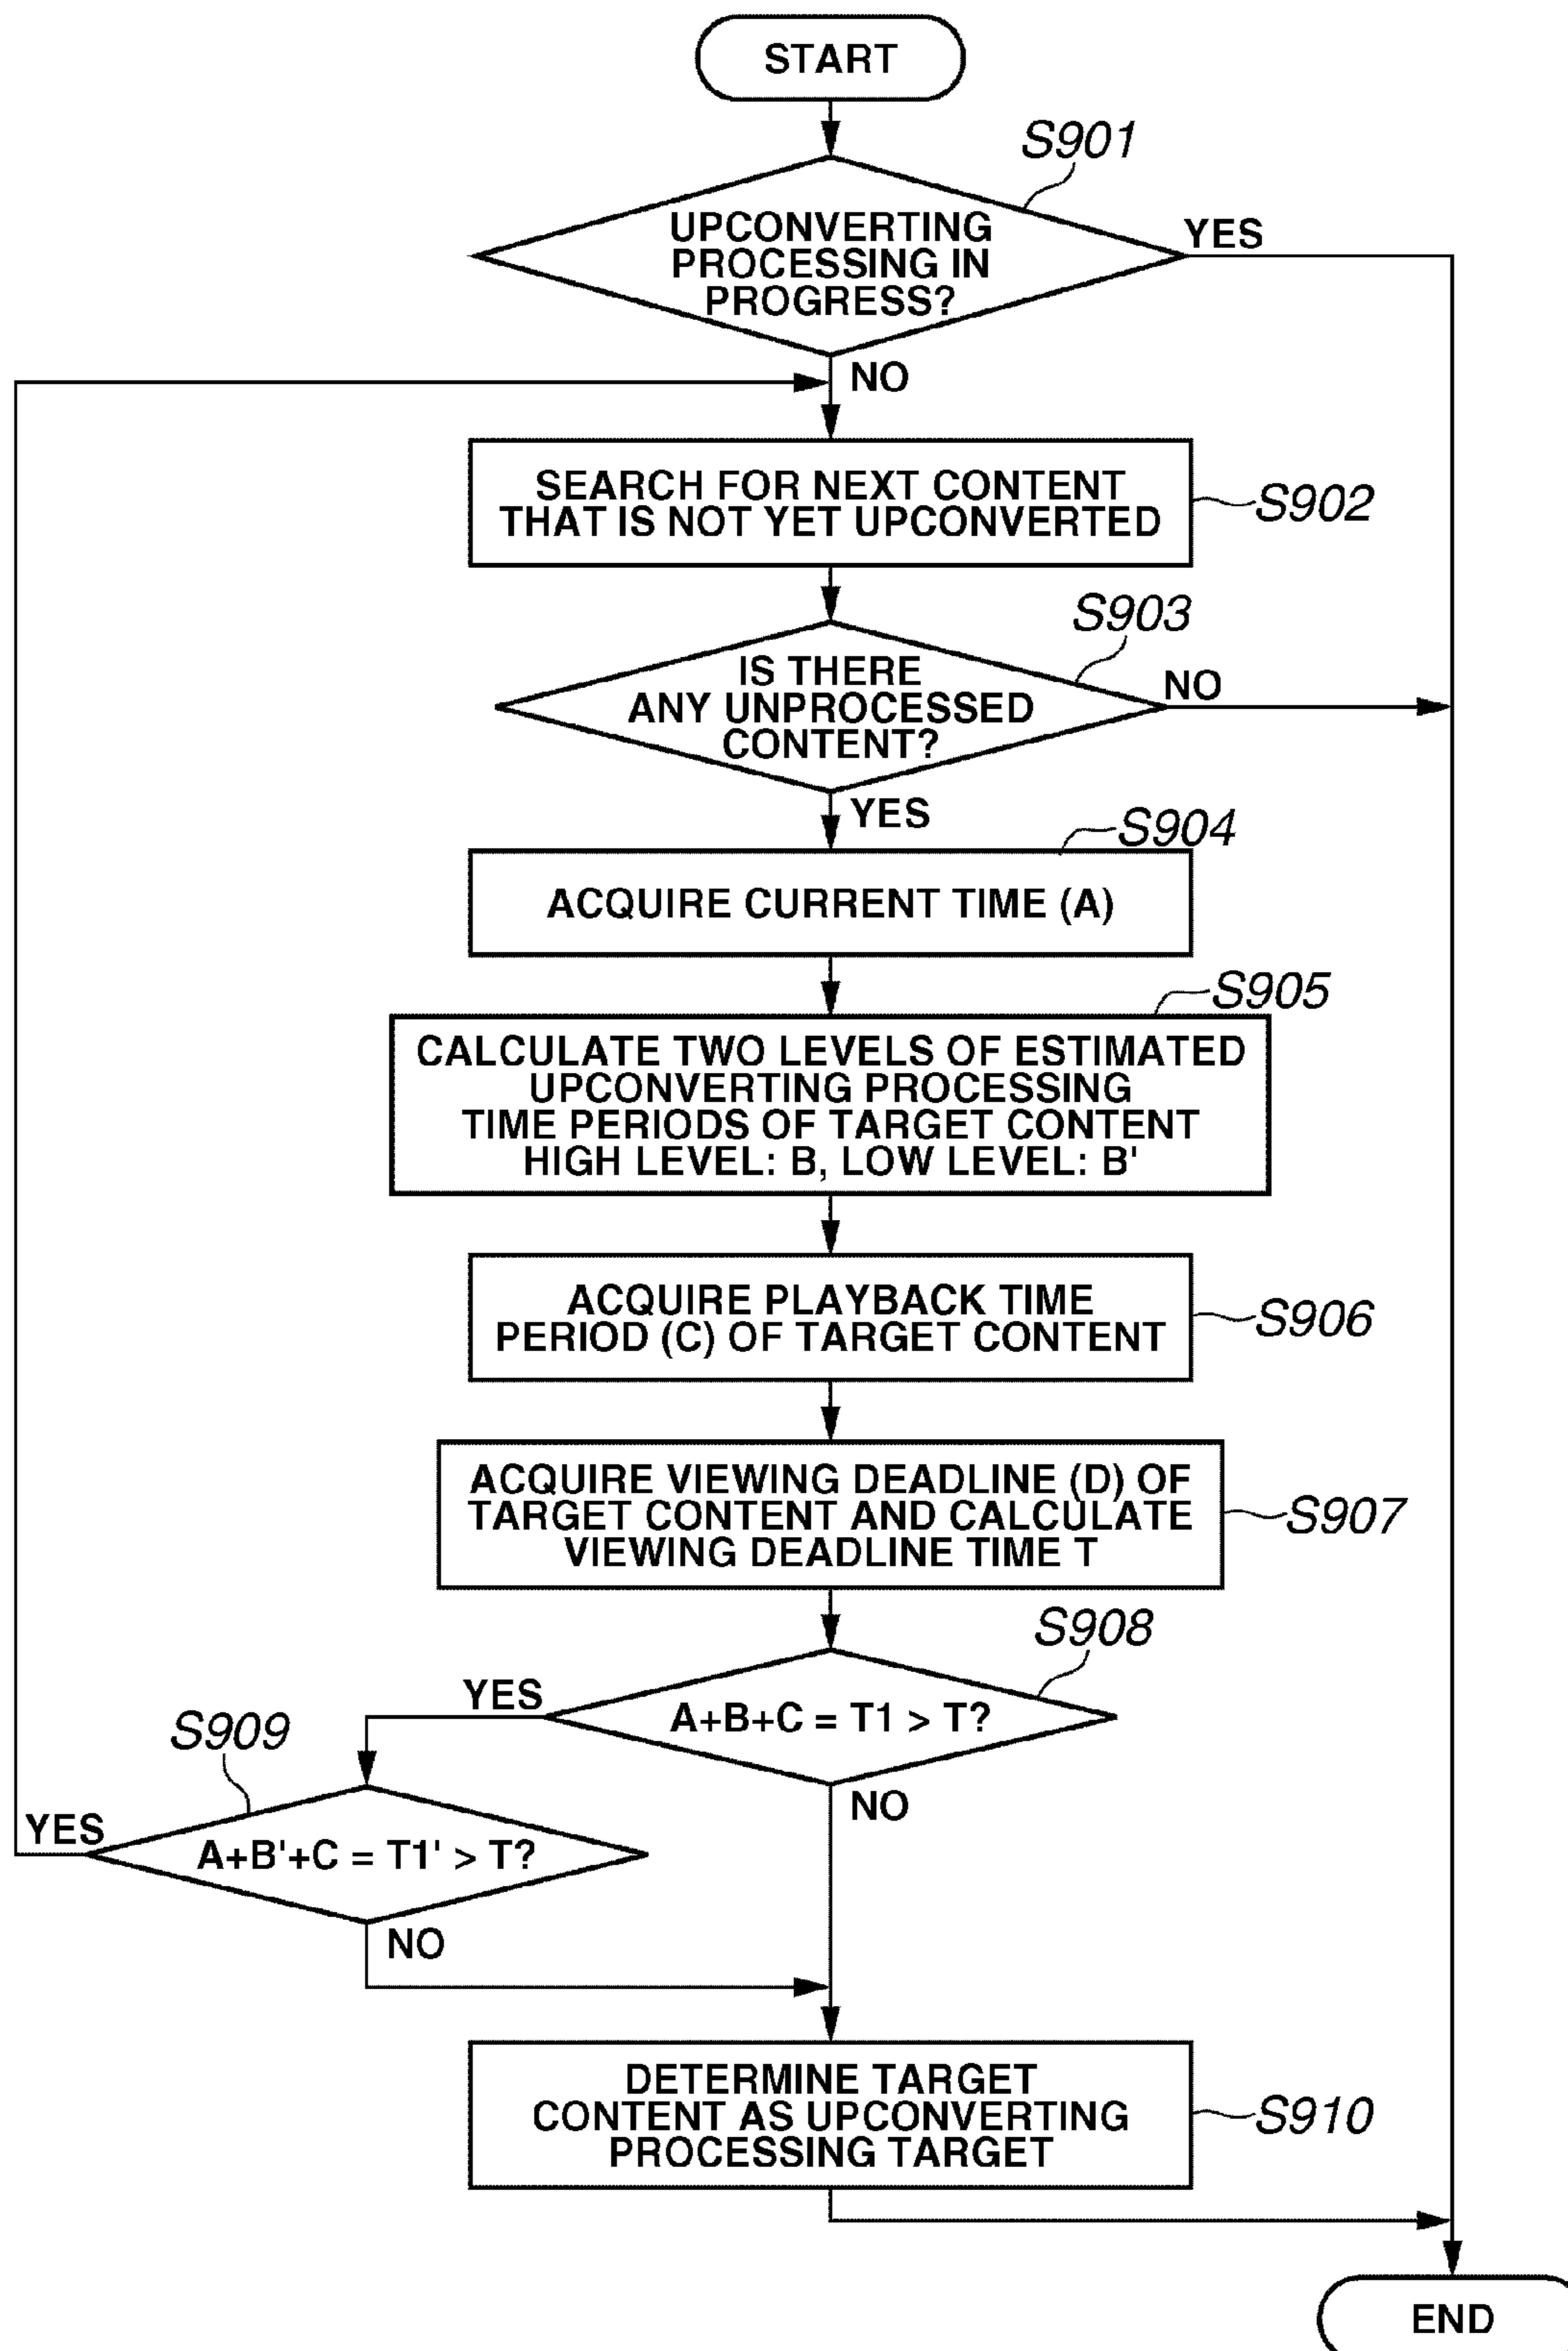 START
S901
UPCONVERTING
PROCESSING IN
PROGRESS?
YES
NO
SEARCH FOR NEXT CONTENT
THAT IS NOT YET UPCONVERTED
S902
S903
IS THERE
ANY UNPROCESSED
CONTENT?
NO
YES
S904
ACQUIRE CURRENT TIME (A)
S905
CALCULATE TWO LEVELS OF ESTIMATED
UPCONVERTING PROCESSING
TIME PERIODS OF TARGET CONTENT
HIGH LEVEL: B, LOW LEVEL: B'
ACQUIRE PLAYBACK TIME
PERIOD (C) OF TARGET CONTENT
S906
ACQUIRE VIEWING DEADLINE (D) OF
TARGET CONTENT AND CALCULATE
VIEWING DEADLINE TIME T
S907
S908
YES
A+B+C = T1 > T?
NO
S909
YES
A+B'+C = T1' > T?
NO
DETERMINE TARGET
CONTENT AS UPCONVERTING
PROCESSING TARGET
S910
END